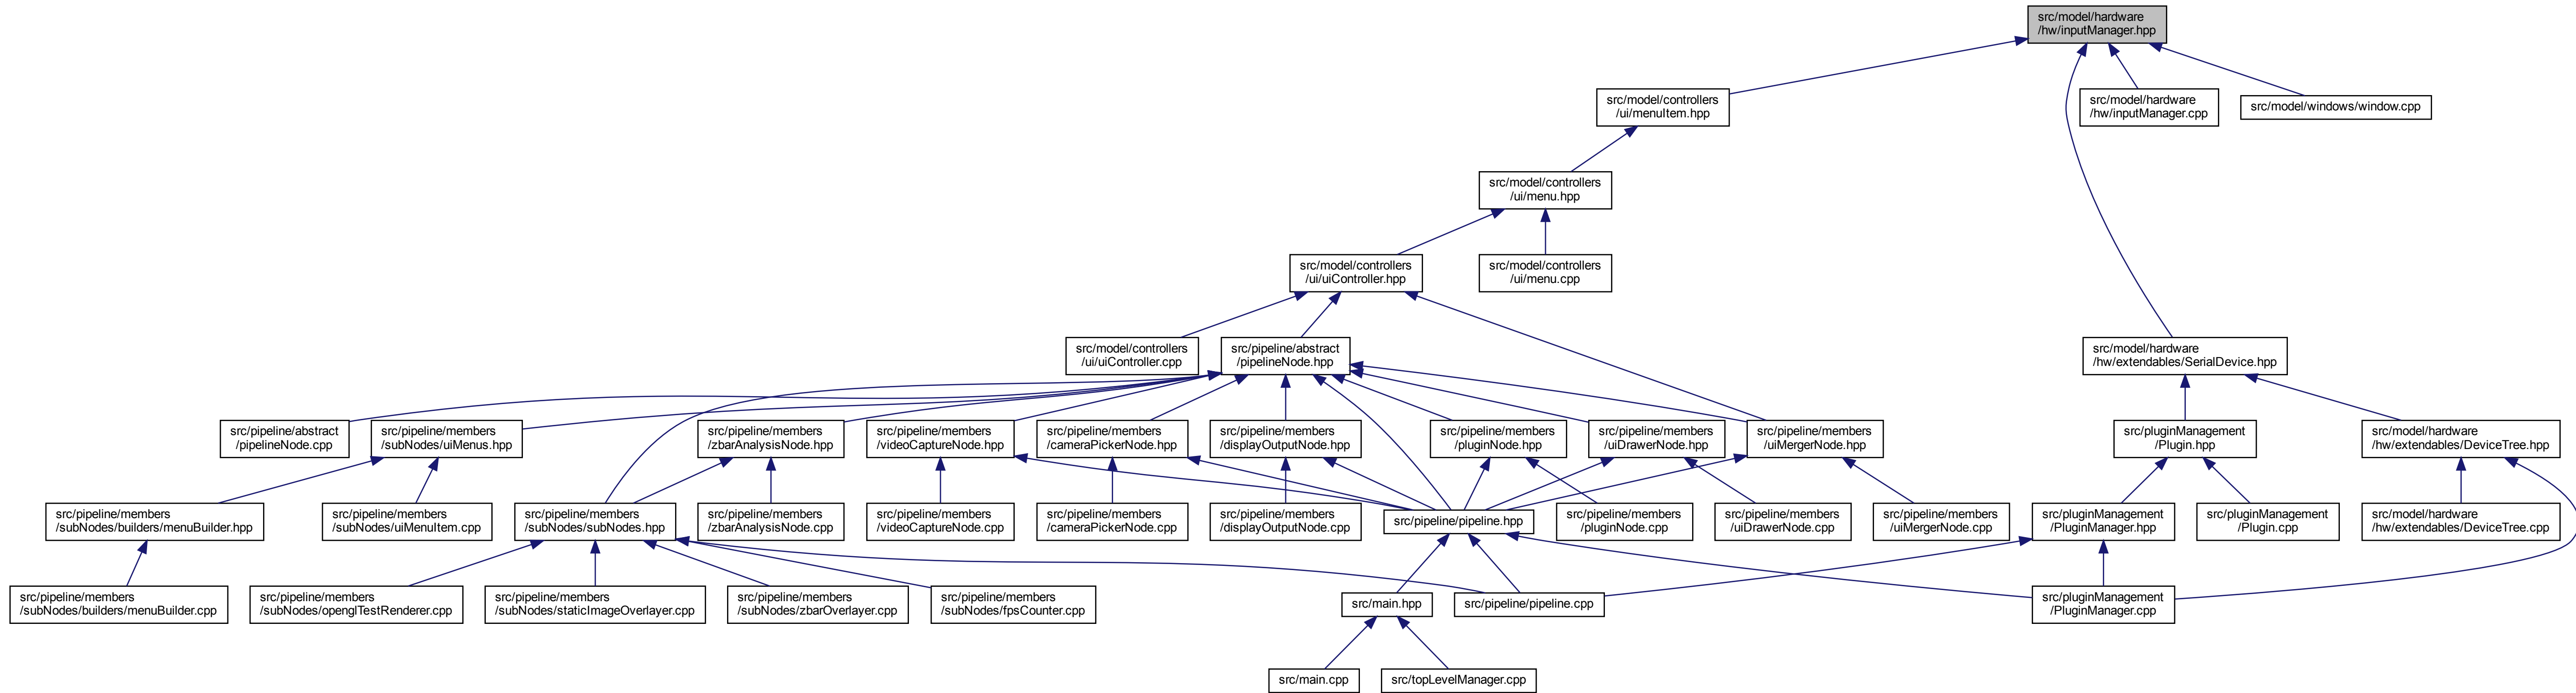 src/model/hardware
/hw/inputManager.hpp
src/model/controllers
/ui/menuItem.hpp
src/model/hardware
/hw/inputManager.cpp
src/model/windows/window.cpp
src/model/controllers
/ui/menu.hpp
src/model/controllers
/ui/uiController.hpp
src/model/controllers
/ui/menu.cpp
src/model/controllers
/ui/uiController.cpp
src/pipeline/abstract
/pipelineNode.hpp
src/model/hardware
/hw/extendables/SerialDevice.hpp
src/pipeline/abstract
/pipelineNode.cpp
src/pipeline/members
/subNodes/uiMenus.hpp
src/pipeline/members
/zbarAnalysisNode.hpp
src/pipeline/members
/videoCaptureNode.hpp
src/pipeline/members
/cameraPickerNode.hpp
src/pipeline/members
/displayOutputNode.hpp
src/pipeline/members
/pluginNode.hpp
src/pipeline/members
/uiDrawerNode.hpp
src/pipeline/members
/uiMergerNode.hpp
src/pluginManagement
/Plugin.hpp
src/model/hardware
/hw/extendables/DeviceTree.hpp
src/pipeline/members
/subNodes/builders/menuBuilder.hpp
src/pipeline/members
/subNodes/uiMenuItem.cpp
src/pipeline/members
/subNodes/subNodes.hpp
src/pipeline/members
/zbarAnalysisNode.cpp
src/pipeline/members
/videoCaptureNode.cpp
src/pipeline/members
/cameraPickerNode.cpp
src/pipeline/members
/displayOutputNode.cpp
src/pipeline/pipeline.hpp
src/pipeline/members
/pluginNode.cpp
src/pipeline/members
/uiDrawerNode.cpp
src/pipeline/members
/uiMergerNode.cpp
src/pluginManagement
/PluginManager.hpp
src/pluginManagement
/Plugin.cpp
src/model/hardware
/hw/extendables/DeviceTree.cpp
src/pipeline/members
/subNodes/builders/menuBuilder.cpp
src/pipeline/members
/subNodes/openglTestRenderer.cpp
src/pipeline/members
/subNodes/staticImageOverlayer.cpp
src/pipeline/members
/subNodes/zbarOverlayer.cpp
src/pipeline/members
/subNodes/fpsCounter.cpp
src/main.hpp
src/pipeline/pipeline.cpp
src/pluginManagement
/PluginManager.cpp
src/main.cpp
src/topLevelManager.cpp